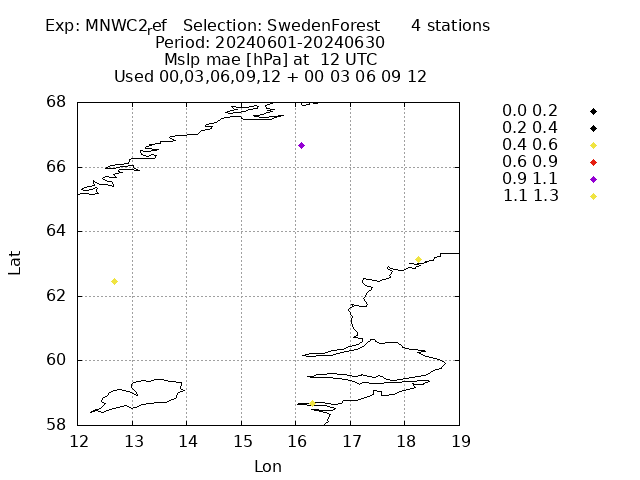 Exp: MNWC2ref Selection: SwedenForest 4 stations
Period: 20240601-20240630
Mslp mae [hPa] at 12 UTC
Used 00,03,06,09,12 + 00 03 06 09 12
0.0 0.2
0.2 0.4
0.4 0.6
0.6 0.9
0.9 1.1
1.1 1.3
68
66
64
62
60
58
Lat
12 13 14 15 16 17 18 19
Lon